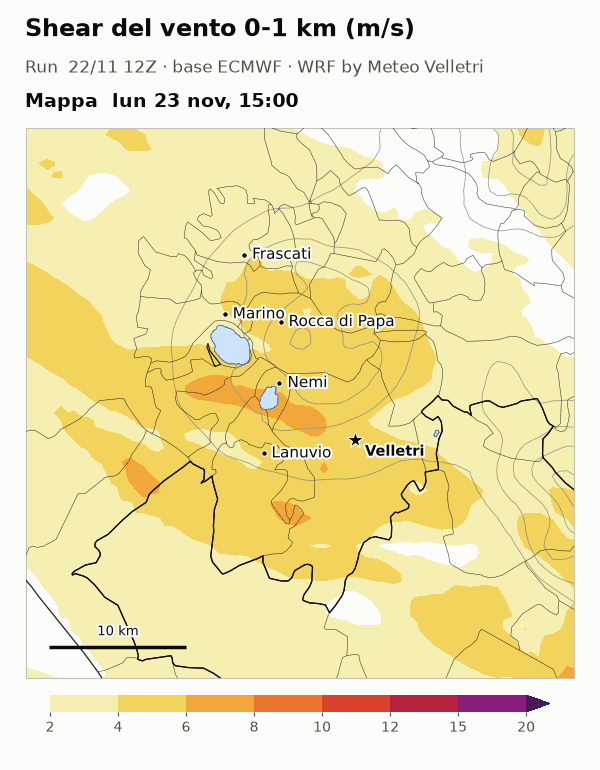 Shear del vento 0-1 km (m/s)
Run  22/11 12Z · base ECMWF · WRF by Meteo Velletri
Mappa  lun 23 nov, 15:00
Frascati
Marino
Rocca di Papa
Nemi
Velletri
Lanuvio
10 km
2 4 6 8 10 12 15 20